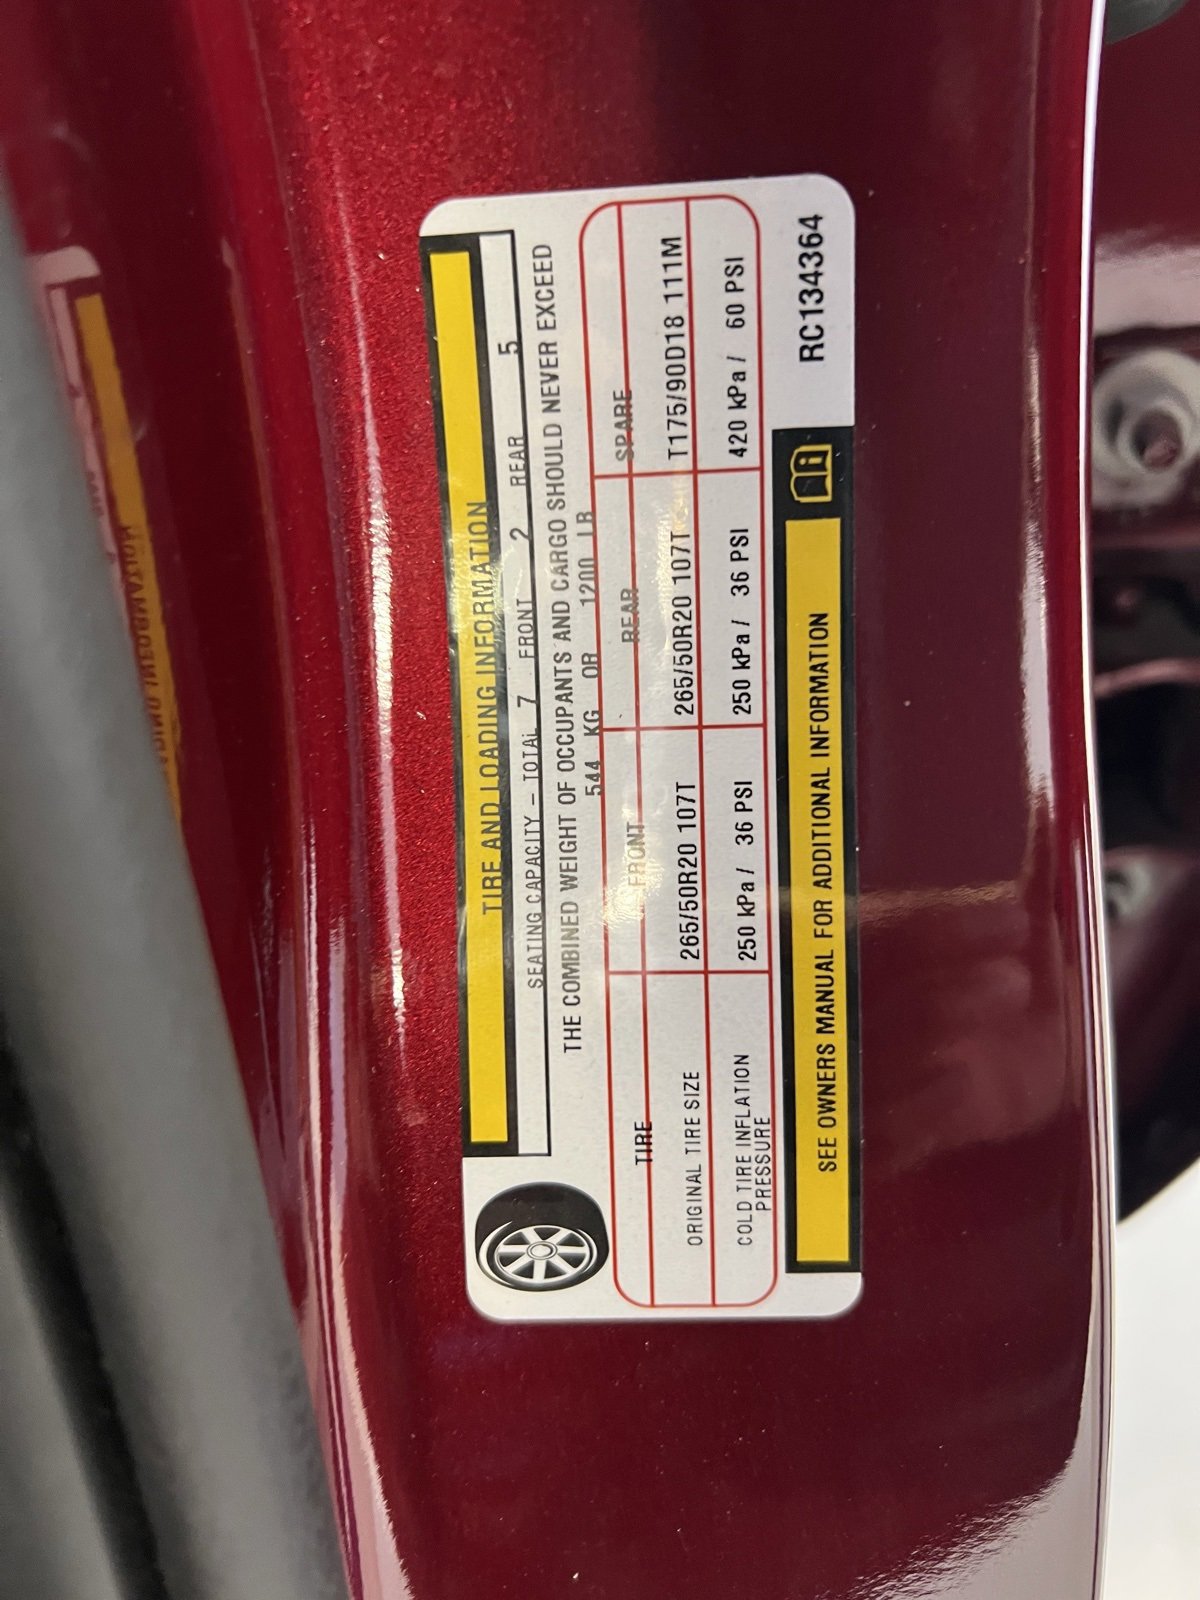 TIRE AND LOADING INFORMATION
SEATING CAPACITY – TOTAL 7 FRONT 2 REAR 5
THE COMBINED WEIGHT OF OCCUPANTS AND CARGO SHOULD NEVER EXCEED
544 KG OR 1200 LB
TIRE FRONT REAR SPARE
ORIGINAL TIRE SIZE 265/50R20 107T 265/50R20 107T T175/90D18 111M
COLD TIRE INFLATION PRESSURE 250 kPa / 36 PSI 250 kPa / 36 PSI 420 kPa / 60 PSI
SEE OWNERS MANUAL FOR ADDITIONAL INFORMATION
RC134364